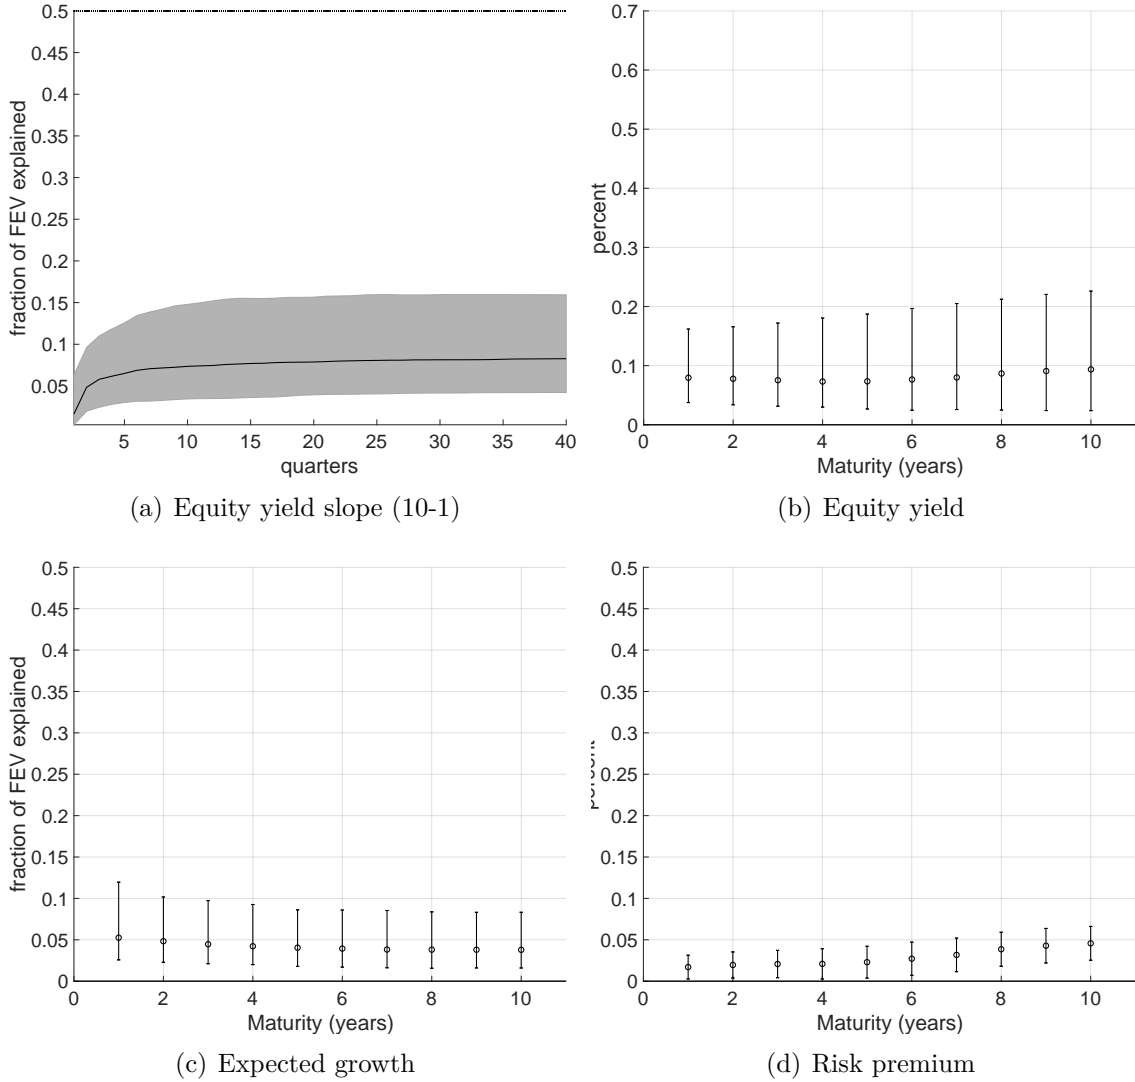 fraction of FEV explained
0.5
0.45
0.4
0.35
0.3
0.25
0.2
0.15
0.1
0.05
5 10 15 20 25 30 35 40
quarters
(a) Equity yield slope (10-1)
percent
0.7
0.6
0.5
0.4
0.3
0.2
0.1
0
0 2 4 6 8 10
Maturity (years)
(b) Equity yield
fraction of FEV explained
0.5
0.45
0.4
0.35
0.3
0.25
0.2
0.15
0.1
0.05
0
0 2 4 6 8 10
Maturity (years)
(c) Expected growth
percent
0.5
0.45
0.4
0.35
0.3
0.25
0.2
0.15
0.1
0.05
0
0 2 4 6 8 10
Maturity (years)
(d) Risk premium